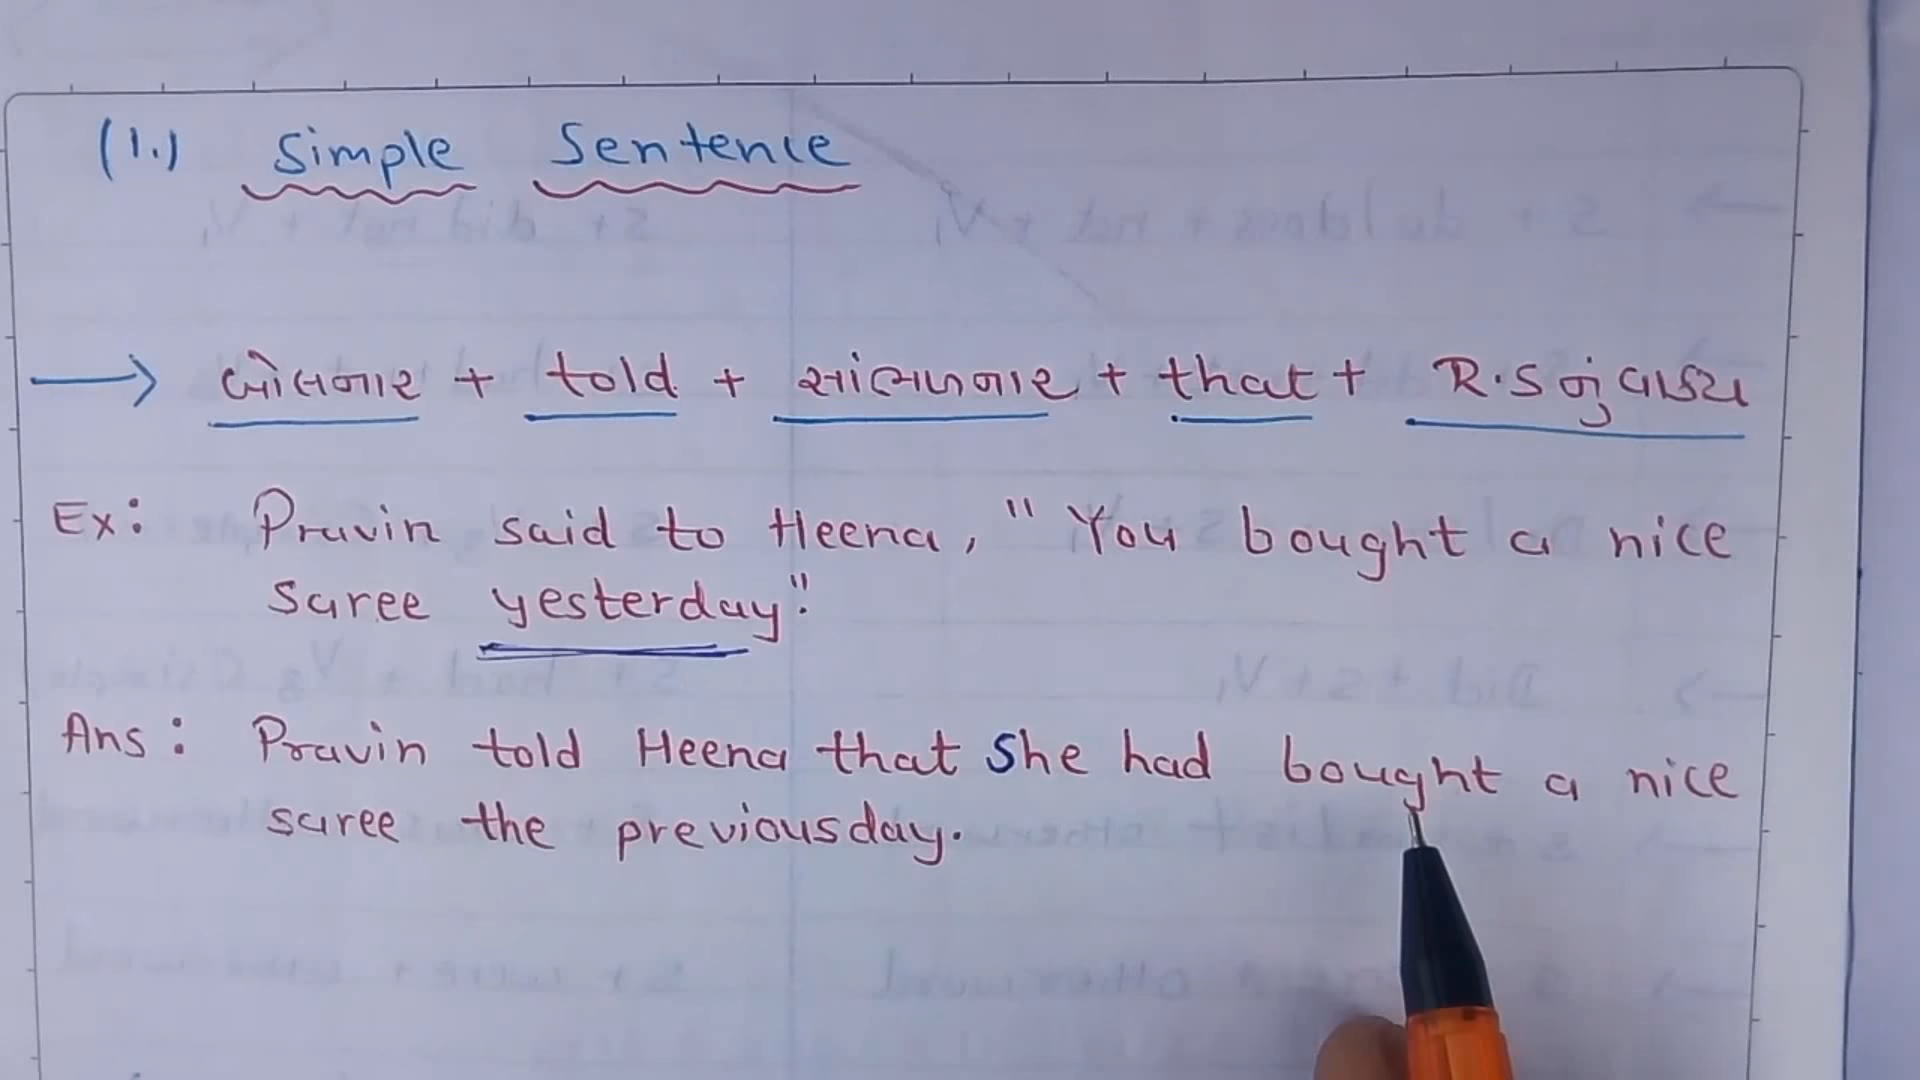 (1.) Simple Sentence
→ બોલનાર + told + સાંભળનાર + that + R.S નું વાક્ય
Ex: Pravin said to Heena, "You bought a nice
saree yesterday."
Ans: Pravin told Heena that She had bought a nice
saree the previousday.